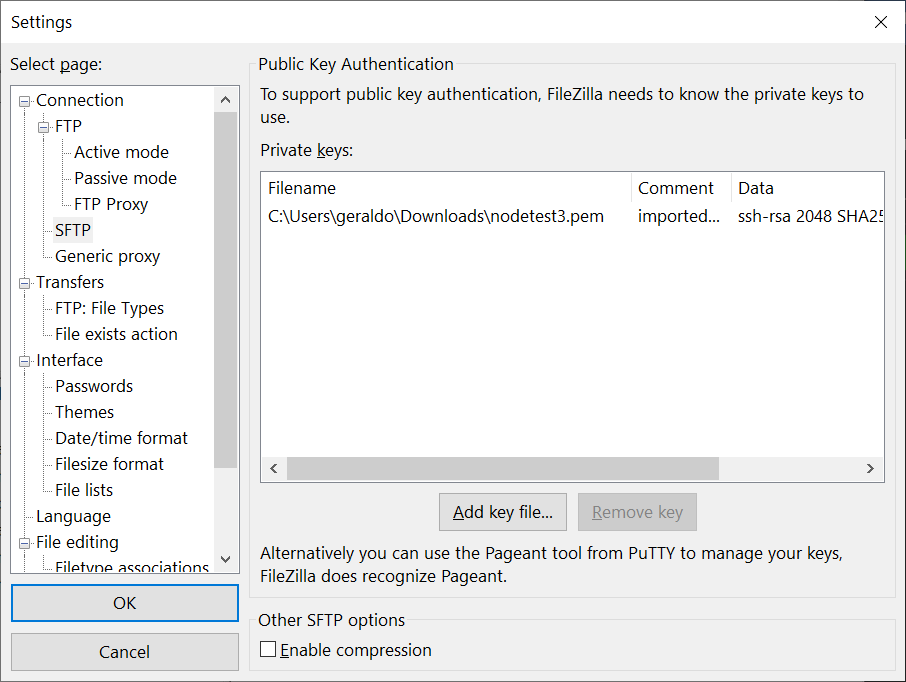 Settings
Select page:
Connection
FTP
Active mode
Passive mode
FTP Proxy
SFTP
Generic proxy
Transfers
FTP: File Types
File exists action
Interface
Passwords
Themes
Date/time format
Filesize format
File lists
Language
File editing
Filetype associations
OK
Cancel
Public Key Authentication
To support public key authentication, FileZilla needs to know the private keys to
use.
Private keys:
Filename Comment Data
C:\Users\geraldo\Downloads\nodetest3.pem imported... ssh-rsa 2048 SHA25
Add key file... Remove key
Alternatively you can use the Pageant tool from PuTTY to manage your keys,
FileZilla does recognize Pageant.
Other SFTP options
Enable compression